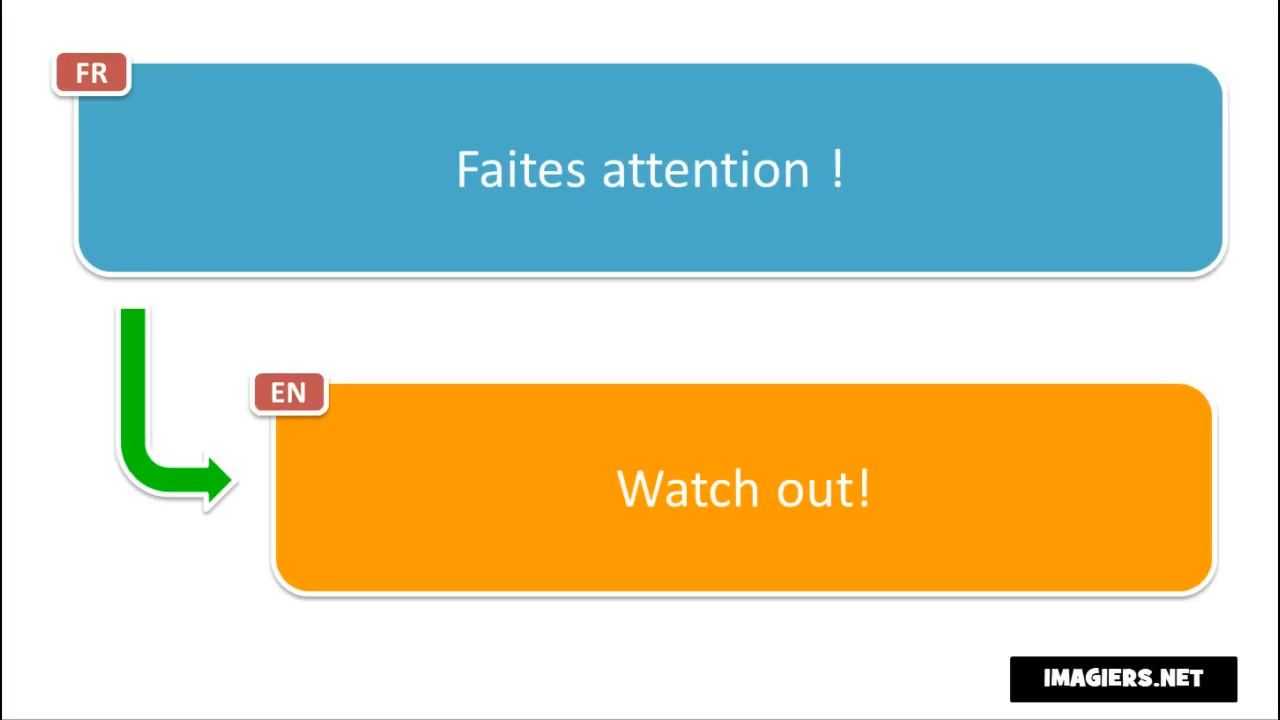 FR
Faites attention !
EN
Watch out!
IMAGIERS.NET